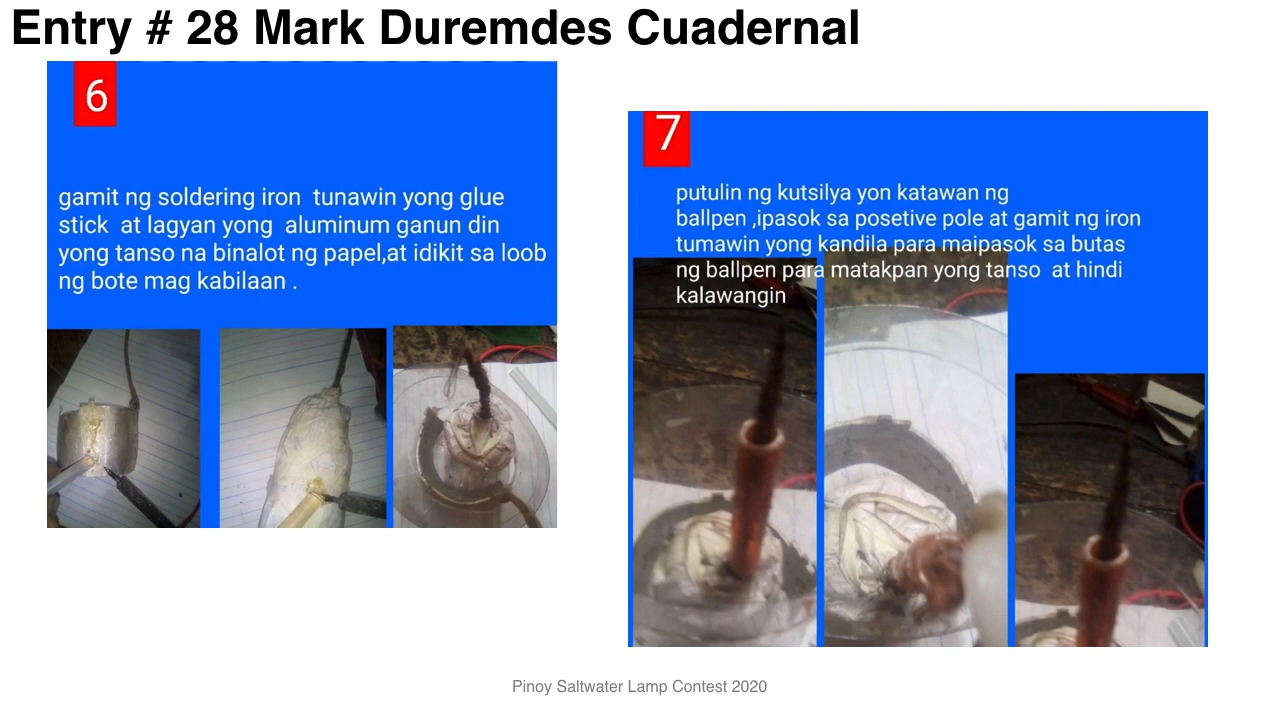 Entry # 28 Mark Duremdes Cuadernal
6
gamit ng soldering iron tunawin yong glue
stick at lagyan yong aluminum ganun din
yong tanso na binalot ng papel,at idikit sa loob
ng bote mag kabilaan .
7
putulin ng kutsilya yon katawan ng
ballpen ,ipasok sa posetive pole at gamit ng iron
tumawin yong kandila para maipasok sa butas
ng ballpen para matakpan yong tanso at hindi
kalawangin
Pinoy Saltwater Lamp Contest 2020